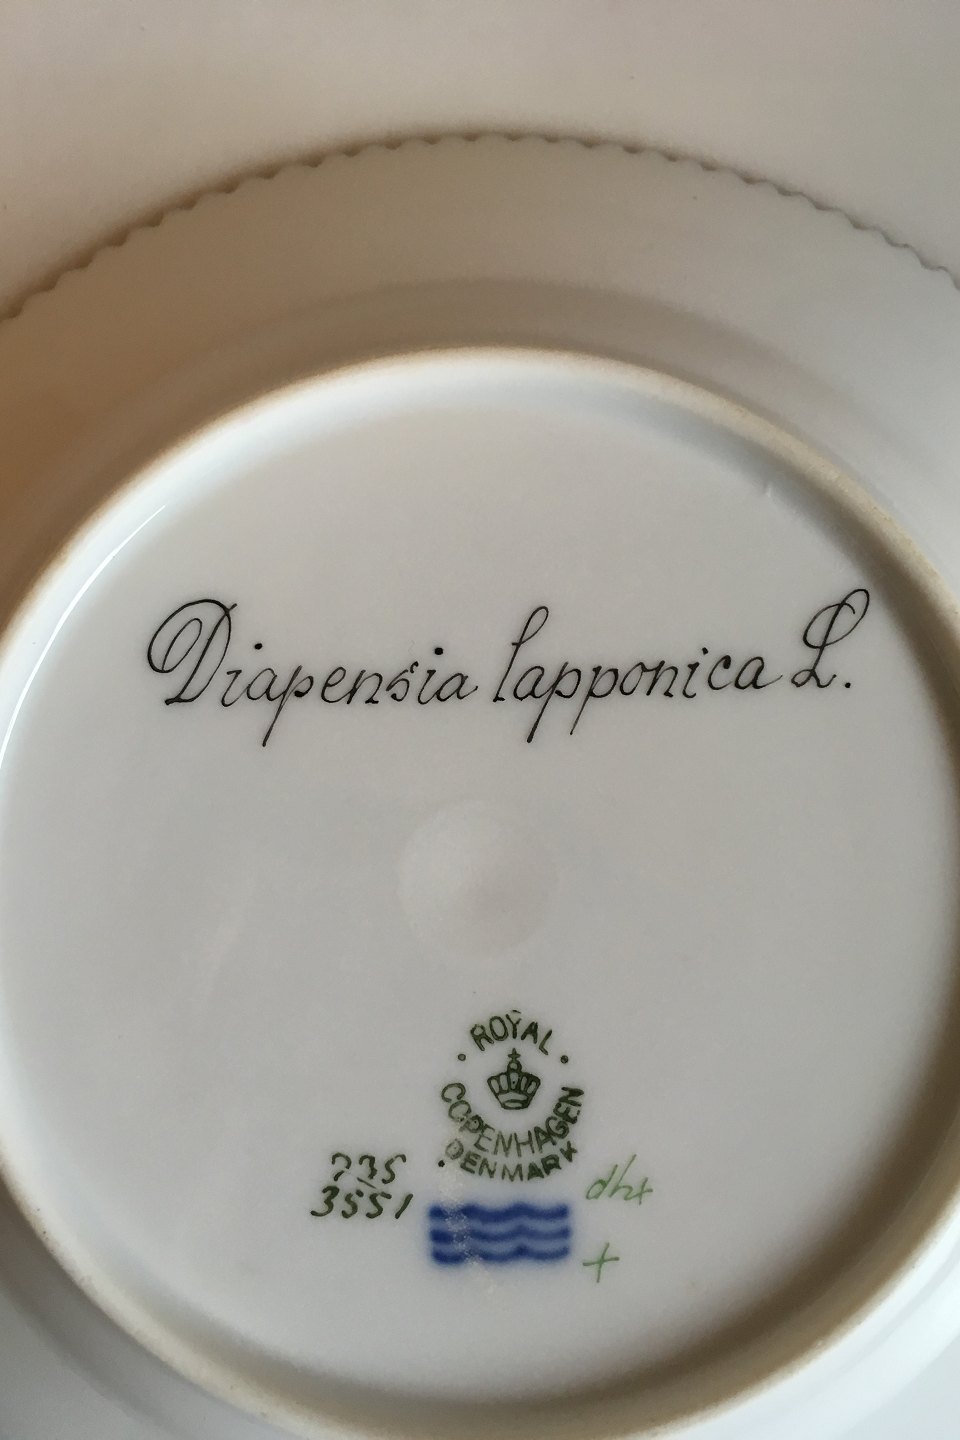 Diapensia lapponica L.
ROYAL
COPENHAGEN
DENMARK
735
3551
dht
+